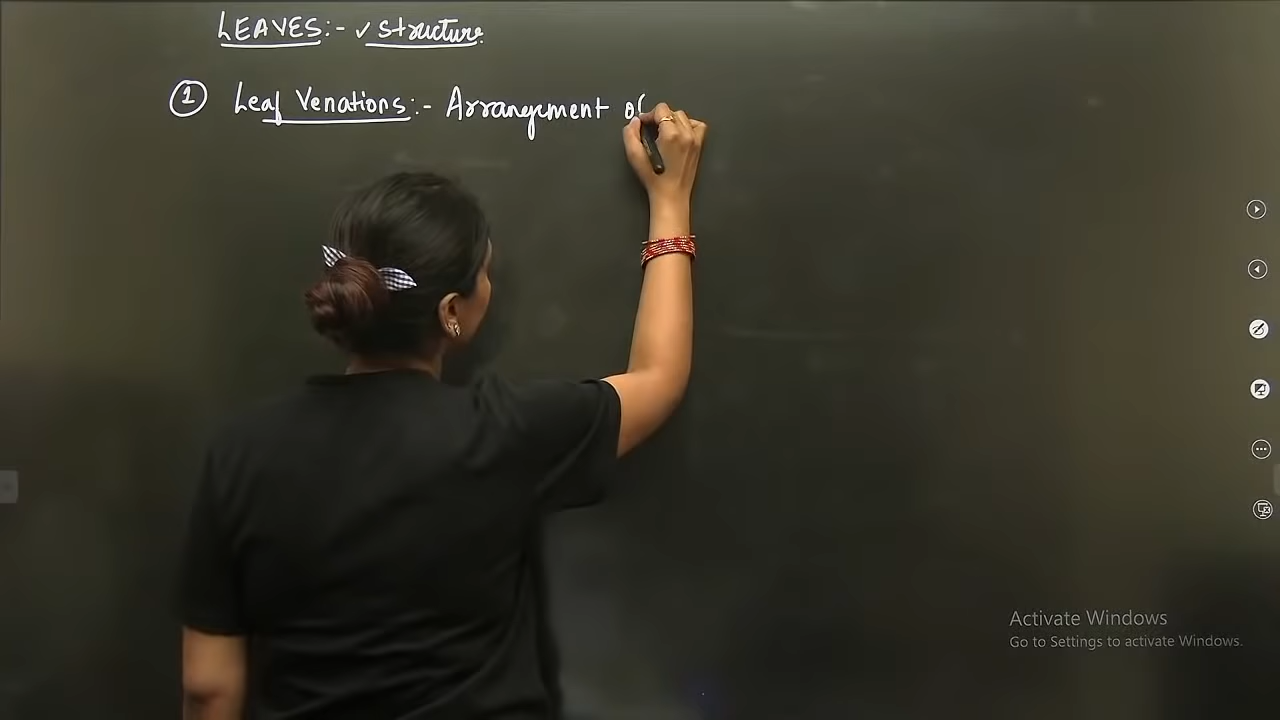 LEAVES:- ✓ Structure
① Leaf Venations:- Arrangement of
Activate Windows
Go to Settings to activate Windows.